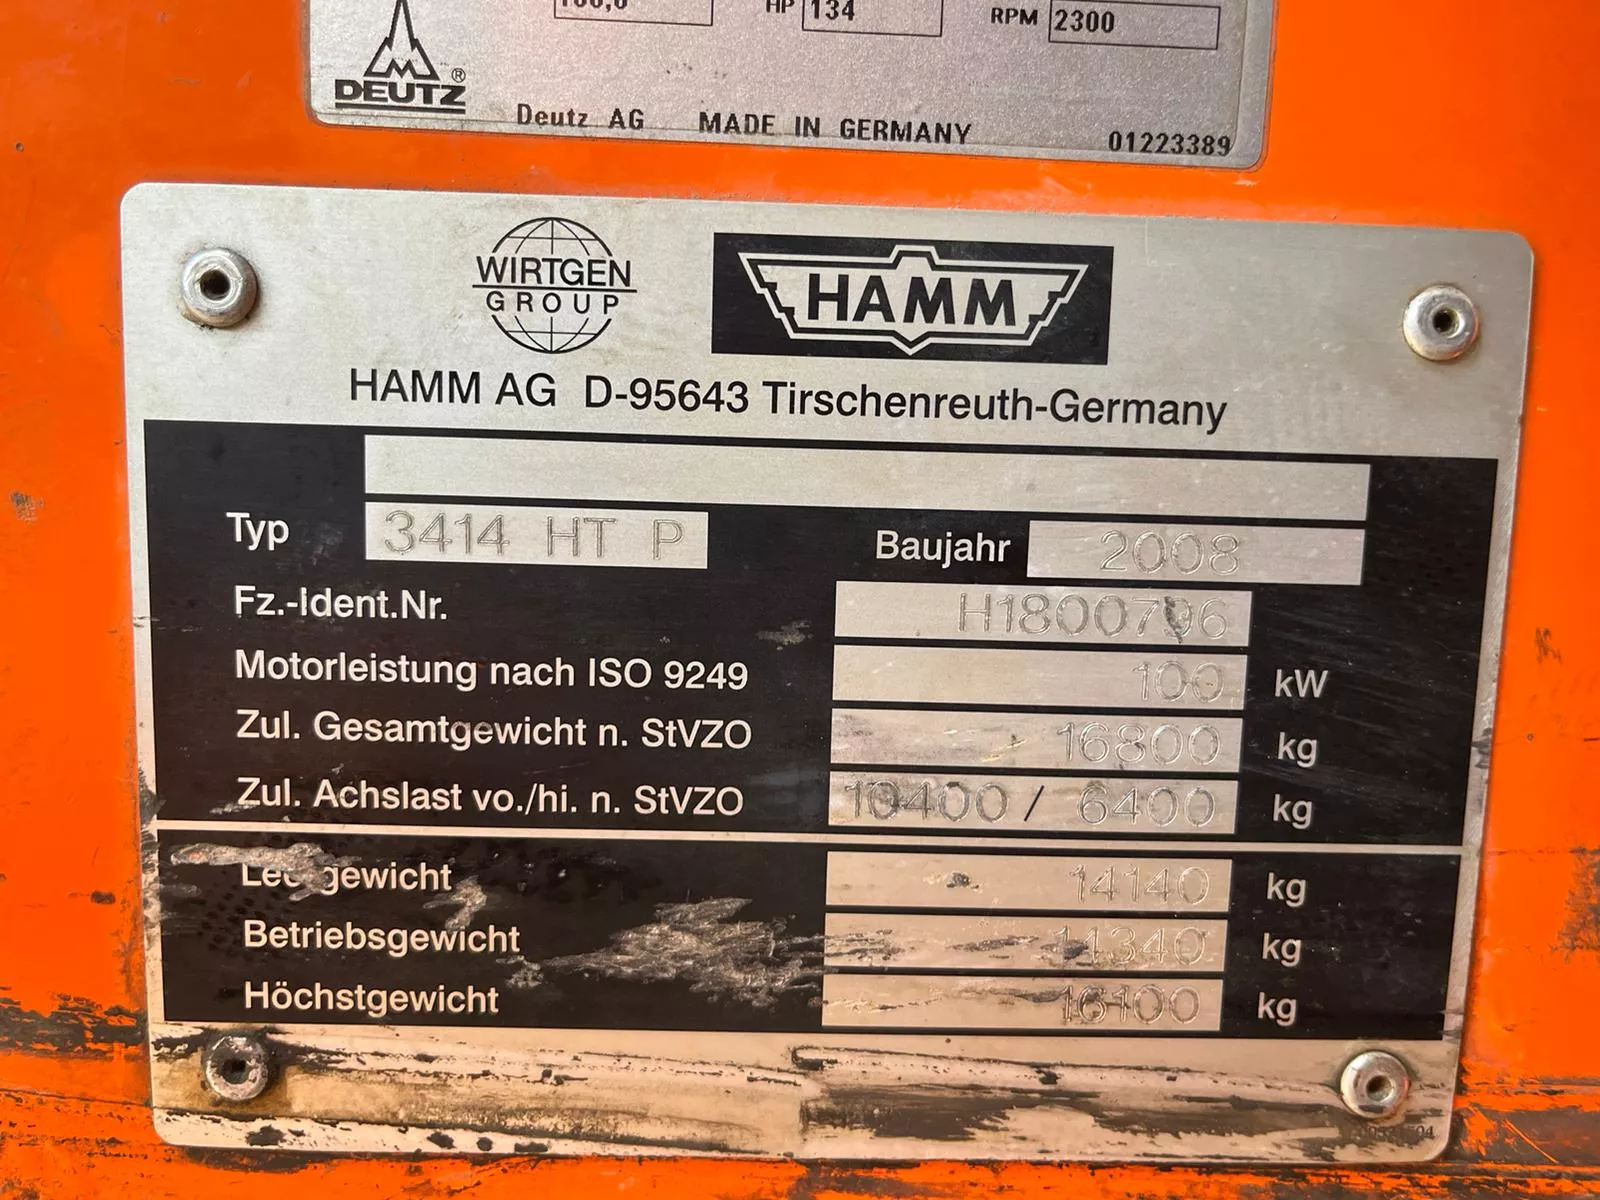 HP 134 RPM 2300
DEUTZ ®
Deutz AG MADE IN GERMANY 01223389
WIRTGEN GROUP
HAMM
HAMM AG D-95643 Tirschenreuth-Germany
Typ 3414 HT P Baujahr 2008
Fz.-Ident.Nr. H1800796
Motorleistung nach ISO 9249 100 kW
Zul. Gesamtgewicht n. StVZO 16800 kg
Zul. Achslast vo./hi. n. StVZO 10400 / 6400 kg
Leergewicht 14140 kg
Betriebsgewicht kg
Höchstgewicht 16100 kg